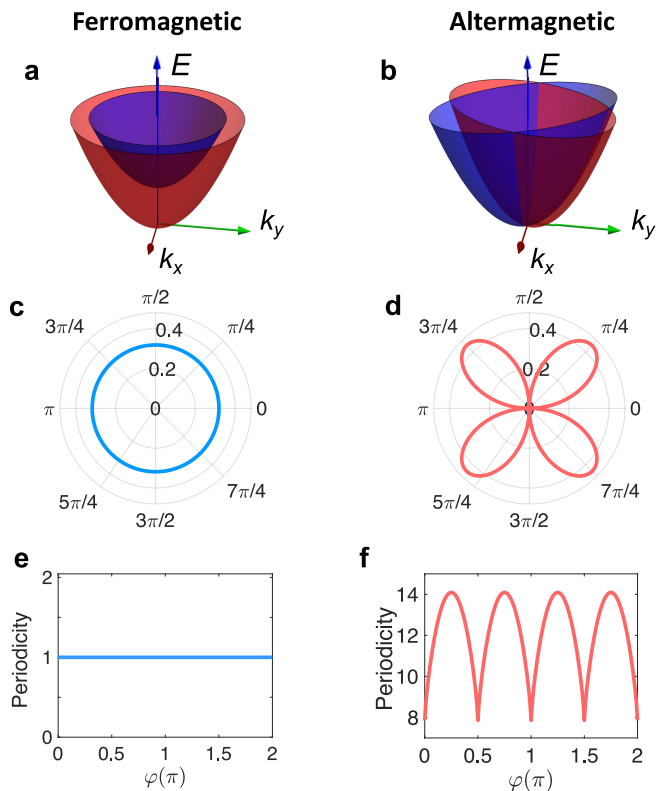 Ferromagnetic Altermagnetic
a E b E
k_y k_y
k_x k_x
c d
π/2 π/2
3π/4 π/4 3π/4 π/4
0.4 0.4
0.2 0.2
π 0 0 π 0 0
5π/4 7π/4 5π/4 7π/4
3π/2 3π/2
e f
2 14
12
1 10
8
0
Periodicity Periodicity
0 0.5 1 1.5 2 0 0.5 1 1.5 2
φ(π) φ(π)